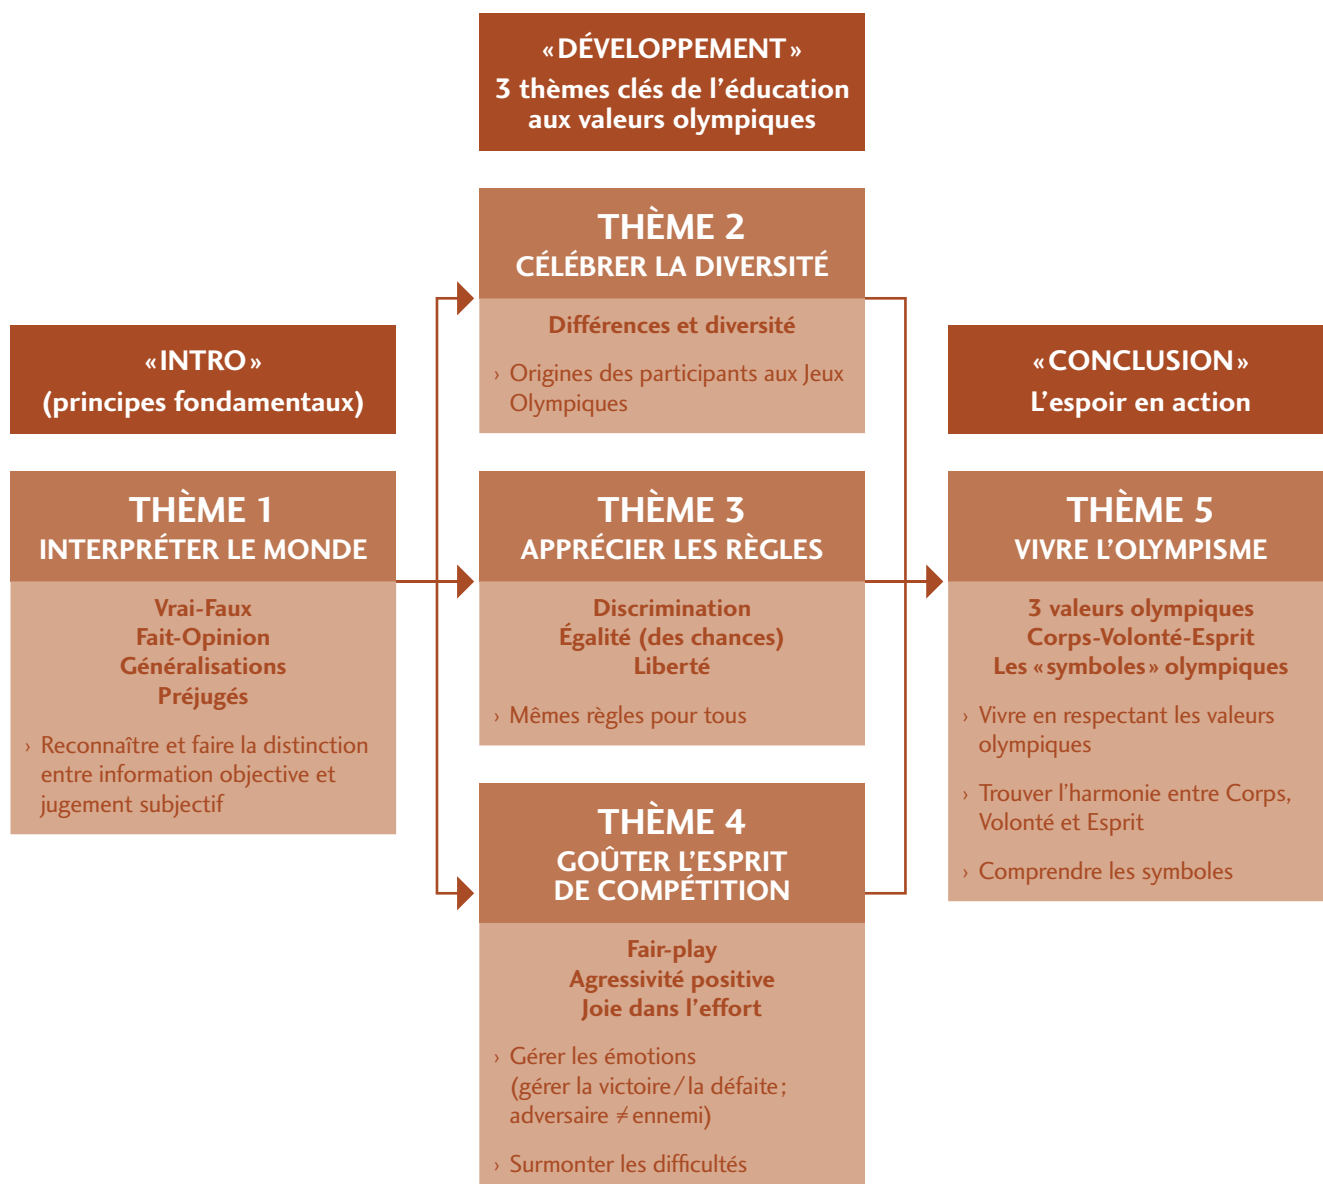 «INTRO»
(principes fondamentaux)
THÈME 1
INTERPRÉTER LE MONDE
Vrai-Faux
Fait-Opinion
Généralisations
Préjugés
› Reconnaître et faire la distinction
entre information objective et
jugement subjectif
«DÉVELOPPEMENT»
3 thèmes clés de l’éducation
aux valeurs olympiques
THÈME 2
CÉLÉBRER LA DIVERSITÉ
Différences et diversité
› Origines des participants aux Jeux
Olympiques
THÈME 3
APPRÉCIER LES RÈGLES
Discrimination
Égalité (des chances)
Liberté
› Mêmes règles pour tous
THÈME 4
GOÛTER L’ESPRIT
DE COMPÉTITION
Fair-play
Agressivité positive
Joie dans l’effort
› Gérer les émotions
(gérer la victoire/la défaite;
adversaire ≠ ennemi)
› Surmonter les difficultés
«CONCLUSION»
L’espoir en action
THÈME 5
VIVRE L’OLYMPISME
3 valeurs olympiques
Corps-Volonté-Esprit
Les «symboles» olympiques
› Vivre en respectant les valeurs
olympiques
› Trouver l’harmonie entre Corps,
Volonté et Esprit
› Comprendre les symboles